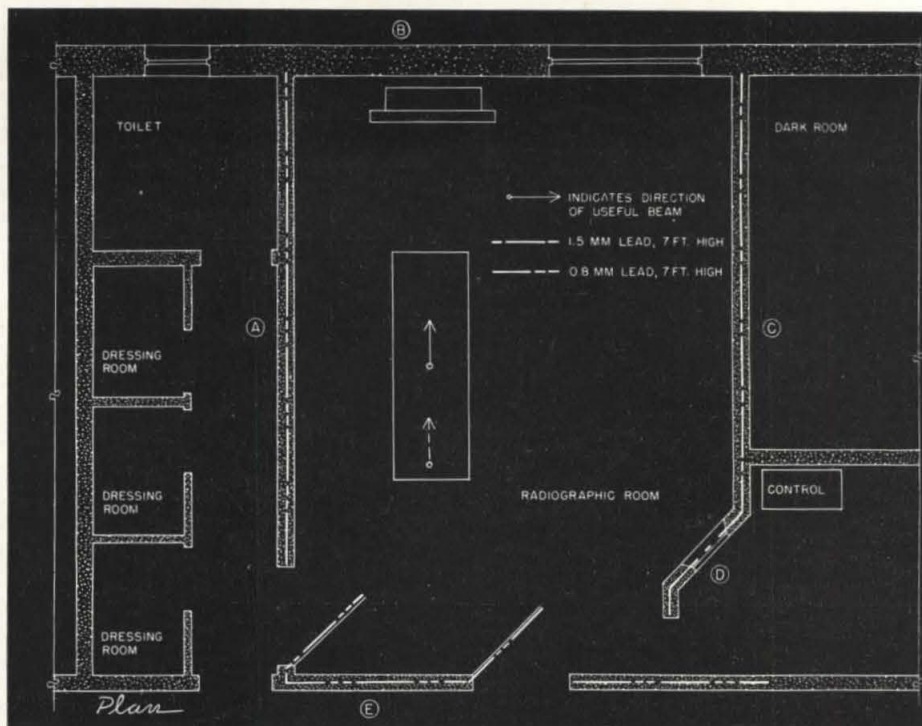 B
TOILET
DARK ROOM
INDICATES DIRECTION
OF USEFUL BEAM
1.5 MM LEAD, 7 FT. HIGH
0.8 MM LEAD, 7 FT. HIGH
A
C
DRESSING
ROOM
DRESSING
ROOM
RADIOGRAPHIC ROOM
CONTROL
D
DRESSING
ROOM
Plan
E